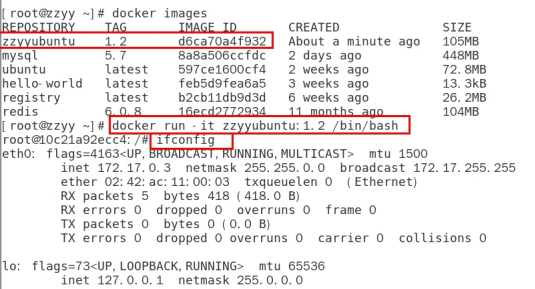 [root@zzyy ~]# docker images
REPOSITORY TAG IMAGE ID CREATED SIZE
zzyyubuntu 1.2 d6ca70a4f932 About a minute ago 105MB
mysql 5.7 8a8a506ccfdc 2 days ago 448MB
ubuntu latest 597ce1600cf4 2 weeks ago 72.8MB
hello-world latest feb5d9fea6a5 3 weeks ago 13.3kB
registry latest b2cb11db9d3d 6 weeks ago 26.2MB
redis 6.0.8 16ecd2772934 11 months ago 104MB
[root@zzyy ~]# docker run -it zzyyubuntu:1.2 /bin/bash
root@10c21a92ecc4:/# ifconfig
eth0: flags=4163<UP,BROADCAST,RUNNING,MULTICAST> mtu 1500
inet 172.17.0.3 netmask 255.255.0.0 broadcast 172.17.255.255
ether 02:42:ac:11:00:03 txqueuelen 0 (Ethernet)
RX packets 5 bytes 418 (418.0 B)
RX errors 0 dropped 0 overruns 0 frame 0
TX packets 0 bytes 0 (0.0 B)
TX errors 0 dropped 0 overruns 0 carrier 0 collisions 0
lo: flags=73<UP,LOOPBACK,RUNNING> mtu 65536
inet 127.0.0.1 netmask 255.0.0.0